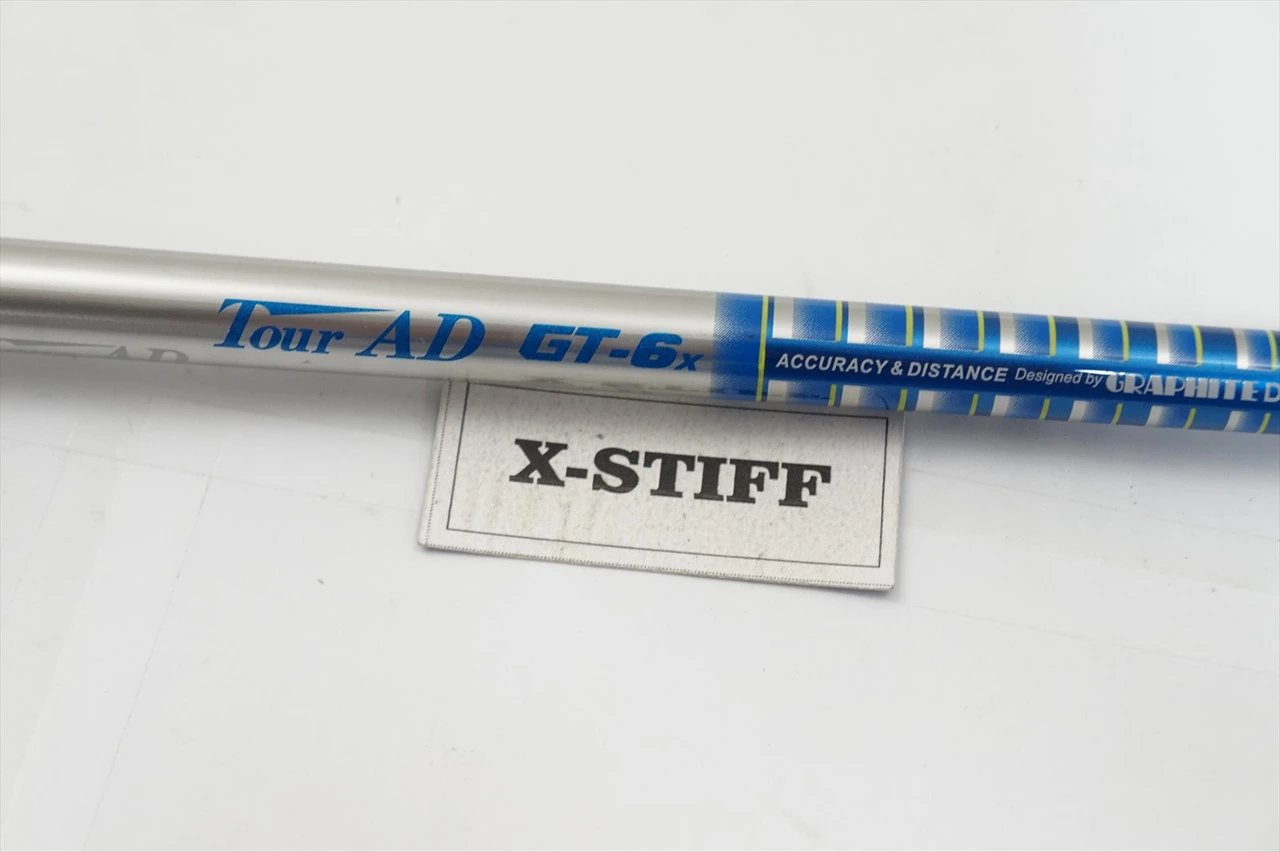 Tour AD GT-6x
ACCURACY & DISTANCE Designed by GRAPHITE D
X-STIFF